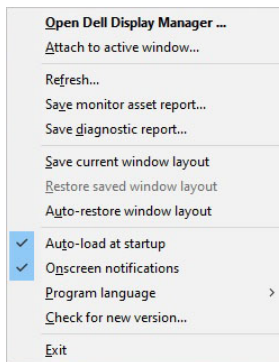 Open Dell Display Manager ...
Attach to active window...
Refresh...
Save monitor asset report...
Save diagnostic report...
Save current window layout
Restore saved window layout
Auto-restore window layout
Auto-load at startup
Onscreen notifications
Program language
Check for new version...
Exit